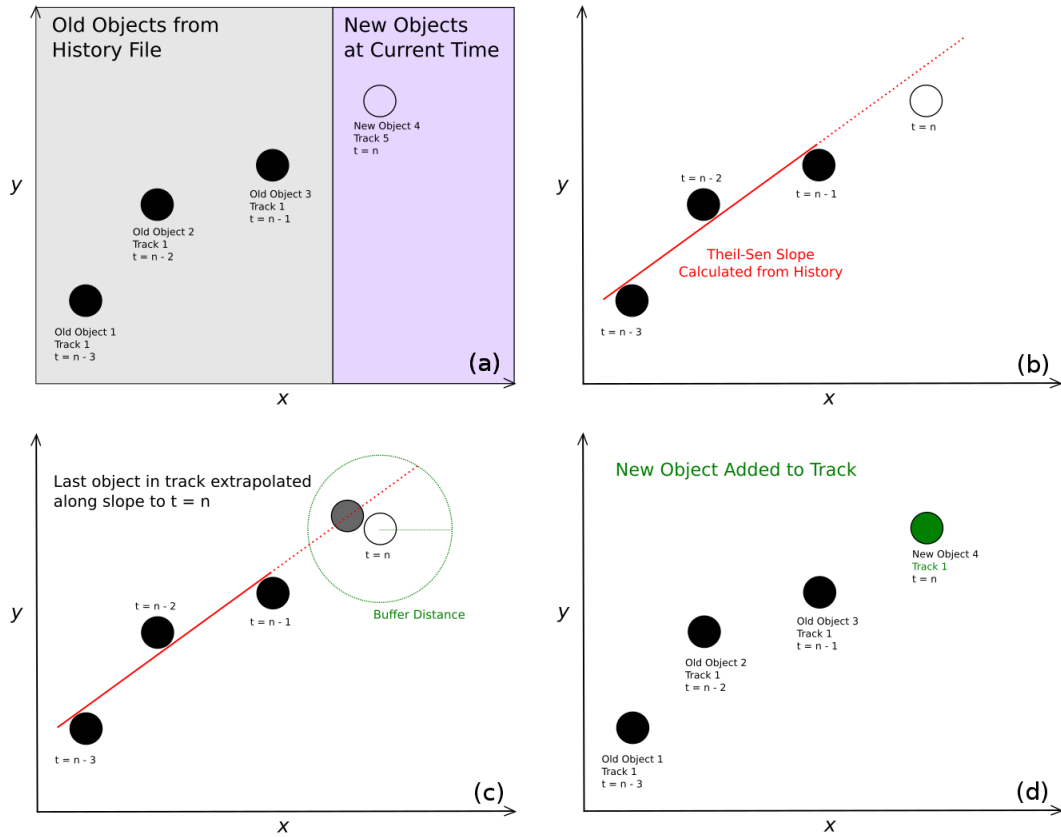 Old Objects from
History File
New Objects
at Current Time
New Object 4
Track 5
t = n
Old Object 3
Track 1
t = n - 1
Old Object 2
Track 1
t = n - 2
Old Object 1
Track 1
t = n - 3
y
x
(a)
t = n
t = n - 2
t = n - 1
Theil-Sen Slope
Calculated from History
t = n - 3
y
x
(b)
Last object in track extrapolated
along slope to t = n
t = n
t = n - 2
Buffer Distance
t = n - 1
t = n - 3
y
x
(c)
New Object Added to Track
New Object 4
Track 1
t = n
Old Object 3
Track 1
t = n - 1
Old Object 2
Track 1
t = n - 2
Old Object 1
Track 1
t = n - 3
y
x
(d)